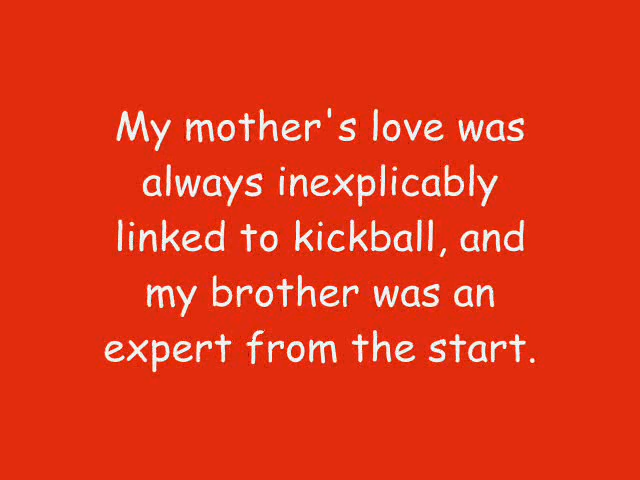 My mother's love was
always inexplicably
linked to kickball, and
my brother was an
expert from the start.